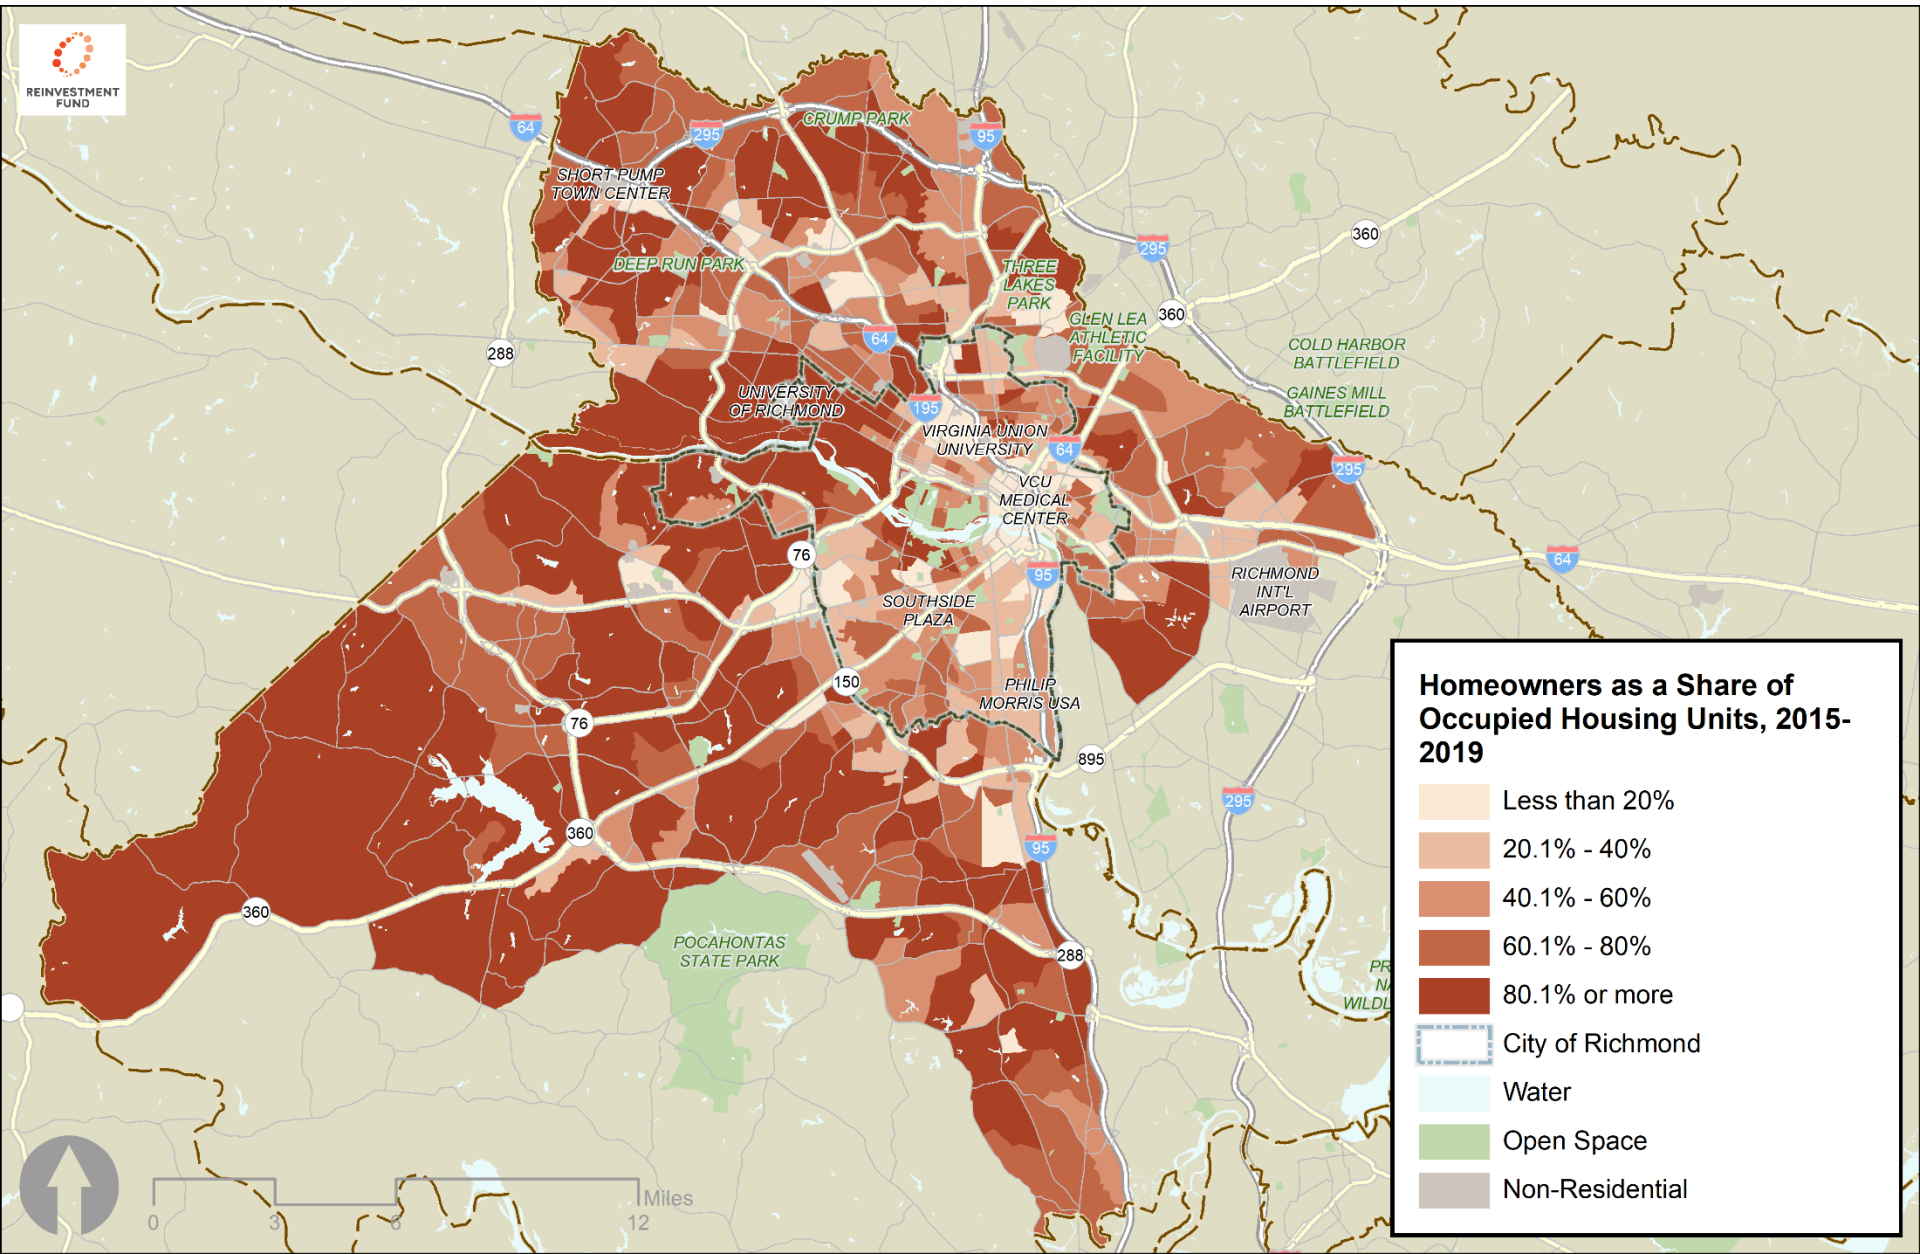 REINVESTMENT
FUND
64
295
CRUMP PARK
95
SHORT PUMP
TOWN CENTER
360
295
DEEP RUN PARK
THREE
LAKES
PARK
360
GLEN LEA
ATHLETIC
FACILITY
64
288
COLD HARBOR
BATTLEFIELD
UNIVERSITY
OF RICHMOND
195
GAINES MILL
BATTLEFIELD
VIRGINIA UNION
UNIVERSITY
64
295
VCU
MEDICAL
CENTER
76
64
95
RICHMOND
INT'L
AIRPORT
SOUTHSIDE
PLAZA
150
PHILIP
MORRIS USA
76
895
295
360
95
360
POCAHONTAS
STATE PARK
288
PR
NA
WILDL
Homeowners as a Share of
Occupied Housing Units, 2015-
2019
Less than 20%
20.1% - 40%
40.1% - 60%
60.1% - 80%
80.1% or more
City of Richmond
Water
Open Space
Non-Residential
Miles
0 3 6 12